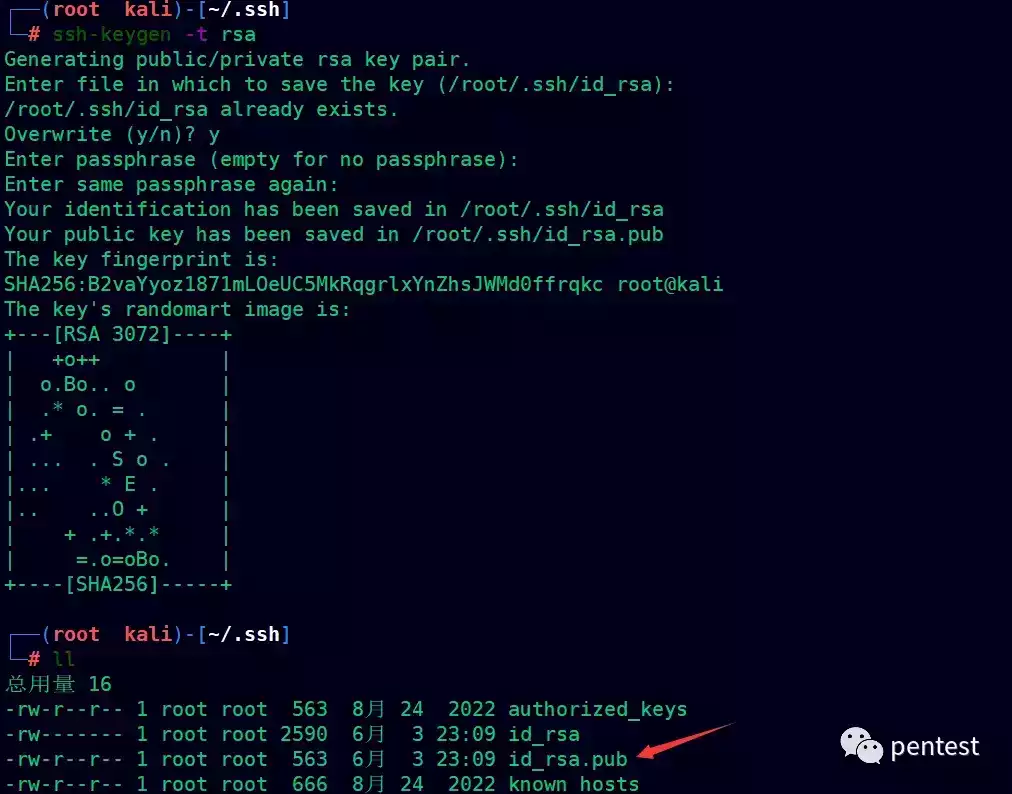 ┌──(root  kali)-[~/.ssh]
└─# ssh-keygen -t rsa
Generating public/private rsa key pair.
Enter file in which to save the key (/root/.ssh/id_rsa):
/root/.ssh/id_rsa already exists.
Overwrite (y/n)? y
Enter passphrase (empty for no passphrase):
Enter same passphrase again:
Your identification has been saved in /root/.ssh/id_rsa
Your public key has been saved in /root/.ssh/id_rsa.pub
The key fingerprint is:
SHA256:B2vaYyoz1871mLOeUC5MkRqgrlxYnZhsJWMd0ffrqkc root@kali
The key's randomart image is:
+---[RSA 3072]----+
|   +o++          |
|  o.Bo.. o       |
|  .* o. = .      |
| .+    o + .     |
| ...  . S o .    |
|...    * E .     |
|..    ..O +      |
|    + .+.*.*     |
|     =.o=oBo.    |
+----[SHA256]-----+
┌──(root  kali)-[~/.ssh]
└─# ll
总用量 16
-rw-r--r-- 1 root root  563  8月 24  2022 authorized_keys
-rw------- 1 root root 2590  6月  3 23:09 id_rsa
-rw-r--r-- 1 root root  563  6月  3 23:09 id_rsa.pub
-rw-r--r-- 1 root root  666  8月 24  2022 known_hosts
pentest